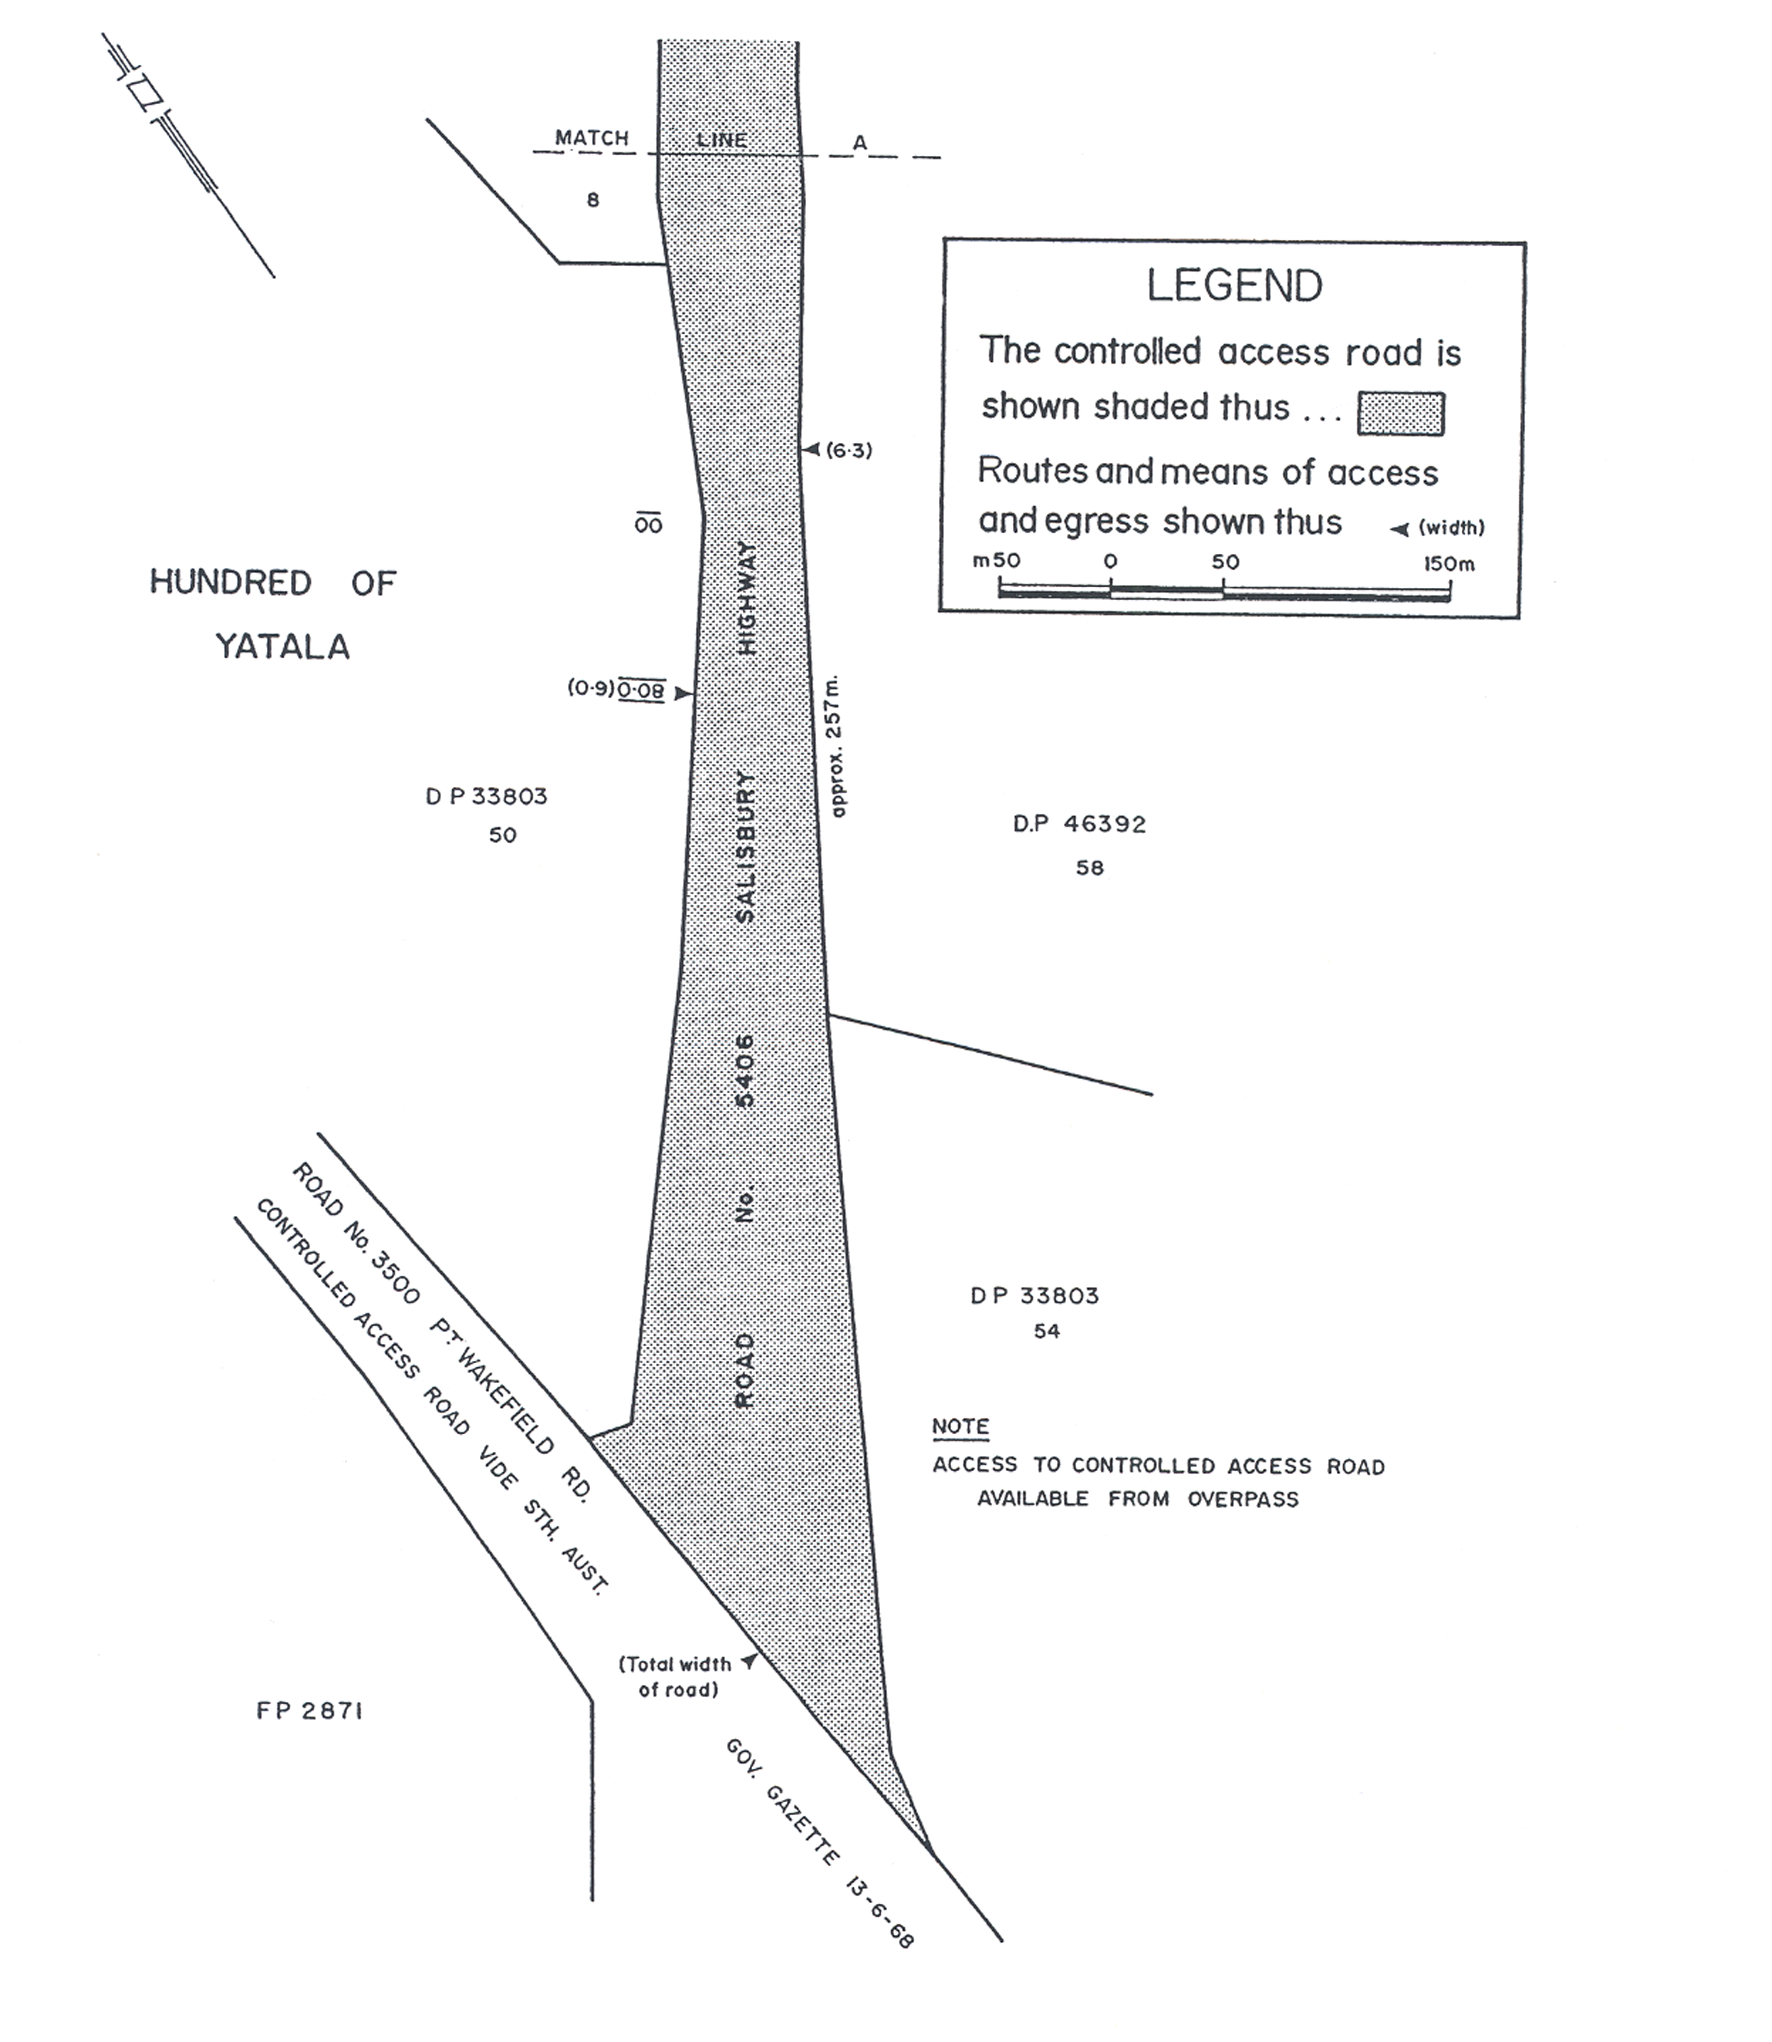 MATCH LINE A
8
LEGEND
The controlled access road is
shown shaded thus ...
Routes and means of access
and egress shown thus (width)
m50 0 50 150m
(6·3)
00
HUNDRED OF
YATALA
(0·9) 0·08
approx. 257m.
DP 33803
50
D.P 46392
58
ROAD No. 5406 SALISBURY HIGHWAY
ROAD No. 3500 PT. WAKEFIELD RD.
CONTROLLED ACCESS ROAD VIDE STH. AUST.
GOV. GAZETTE 13-6-68
DP 33803
54
NOTE
ACCESS TO CONTROLLED ACCESS ROAD
AVAILABLE FROM OVERPASS
(Total width
of road)
FP 2871